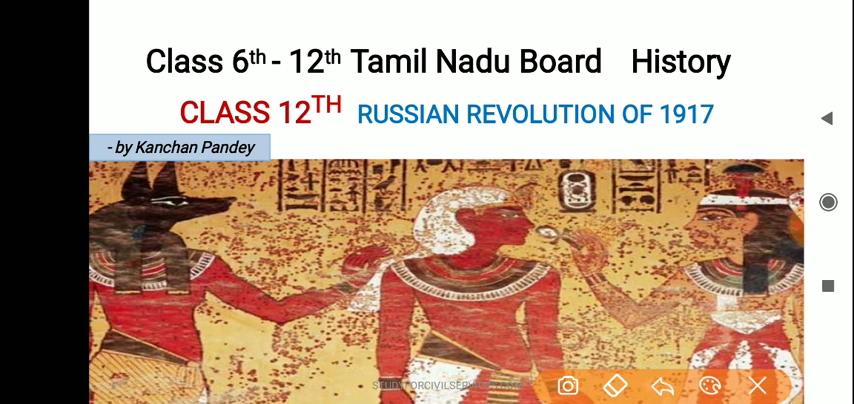 Class 6th - 12th Tamil Nadu Board History
CLASS 12TH RUSSIAN REVOLUTION OF 1917
- by Kanchan Pandey